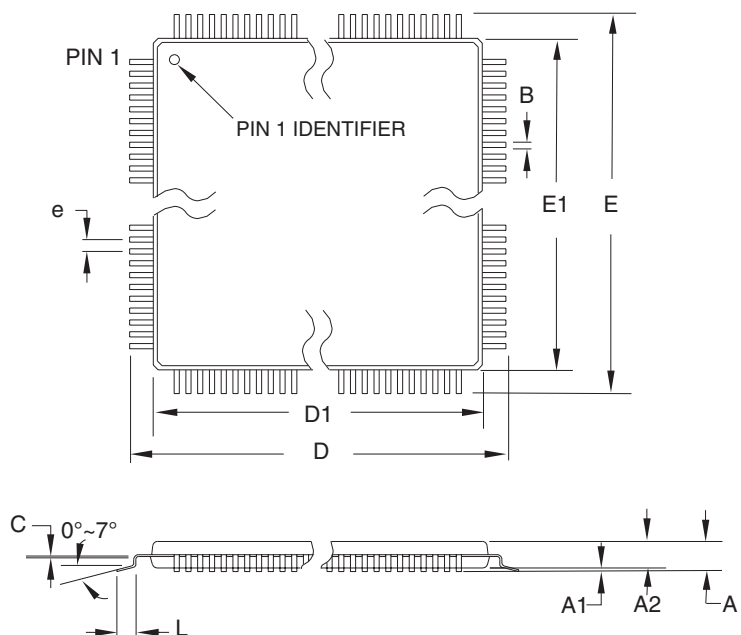 PIN 1
PIN 1 IDENTIFIER
B
e
E1
E
D1
D
C
0°~7°
L
A1
A2
A